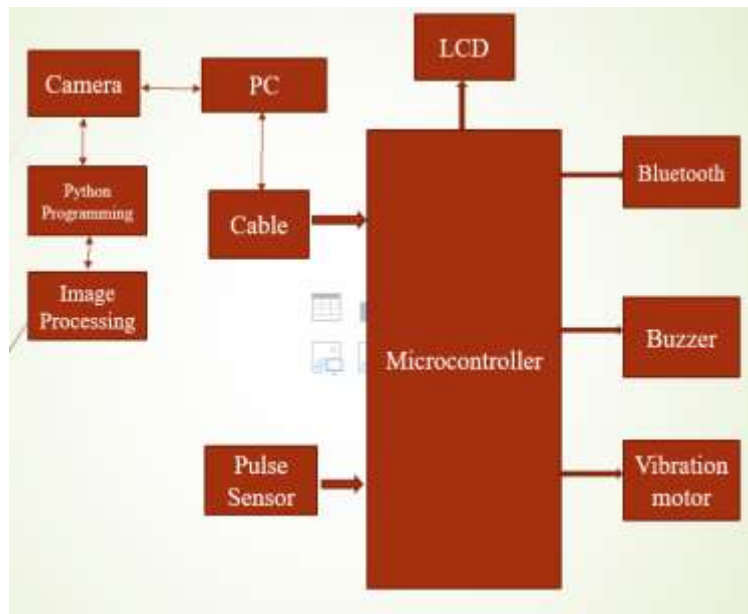 LCD
Camera
PC
Bluetooth
Python
Programming
Cable
Image
Processing
Buzzer
Microcontroller
Pulse
Sensor
Vibration
motor